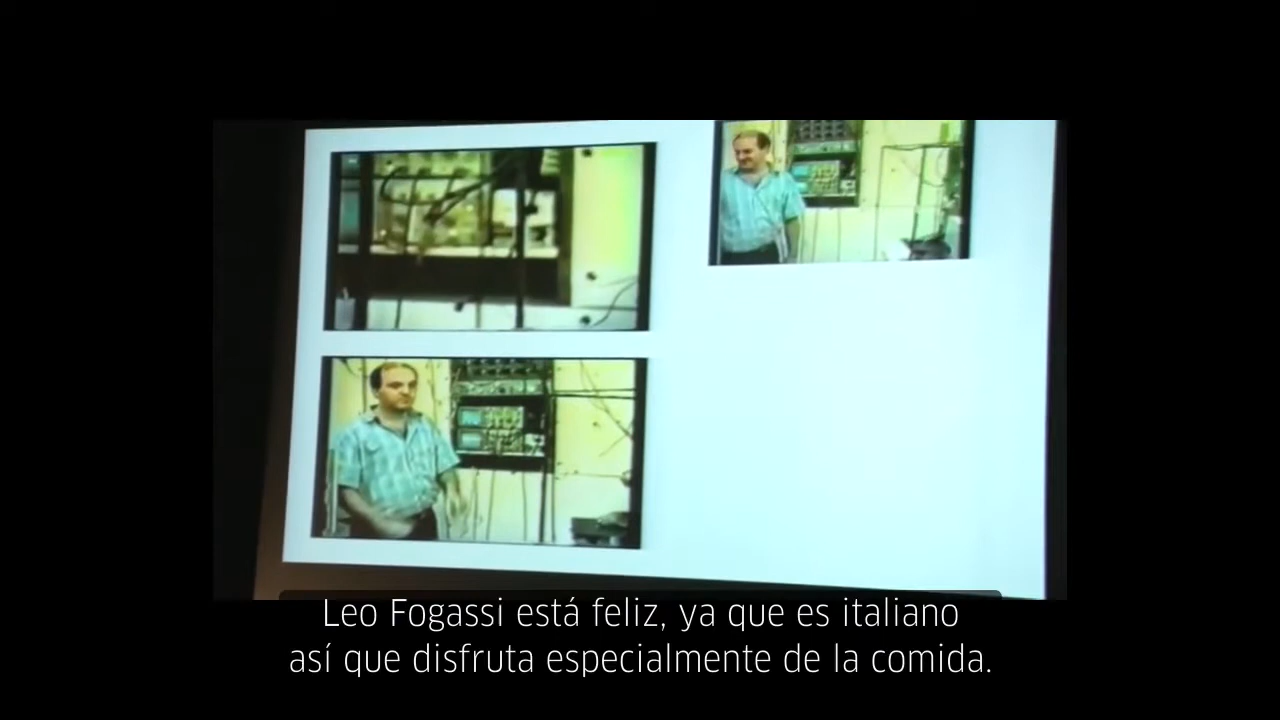 Leo Fogassi está feliz, ya que es italiano
así que disfruta especialmente de la comida.